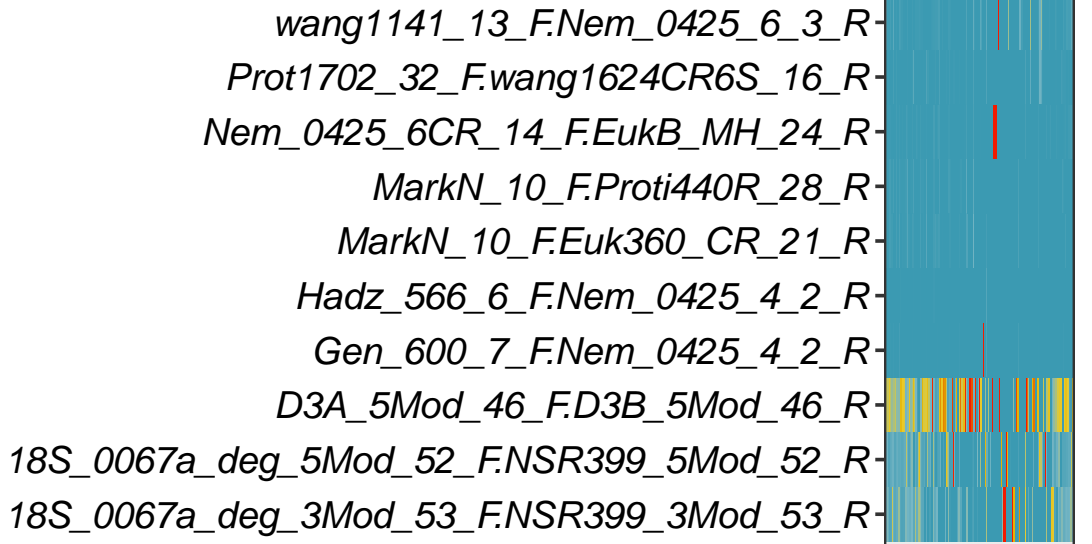 wang1141_13_F.Nem_0425_6_3_R
Prot1702_32_F.wang1624CR6S_16_R
Nem_0425_6CR_14_F.EukB_MH_24_R
MarkN_10_F.Proti440R_28_R
MarkN_10_F.Euk360_CR_21_R
Hadz_566_6_F.Nem_0425_4_2_R
Gen_600_7_F.Nem_0425_4_2_R
D3A_5Mod_46_F.D3B_5Mod_46_R
18S_0067a_deg_5Mod_52_F.NSR399_5Mod_52_R
18S_0067a_deg_3Mod_53_F.NSR399_3Mod_53_R